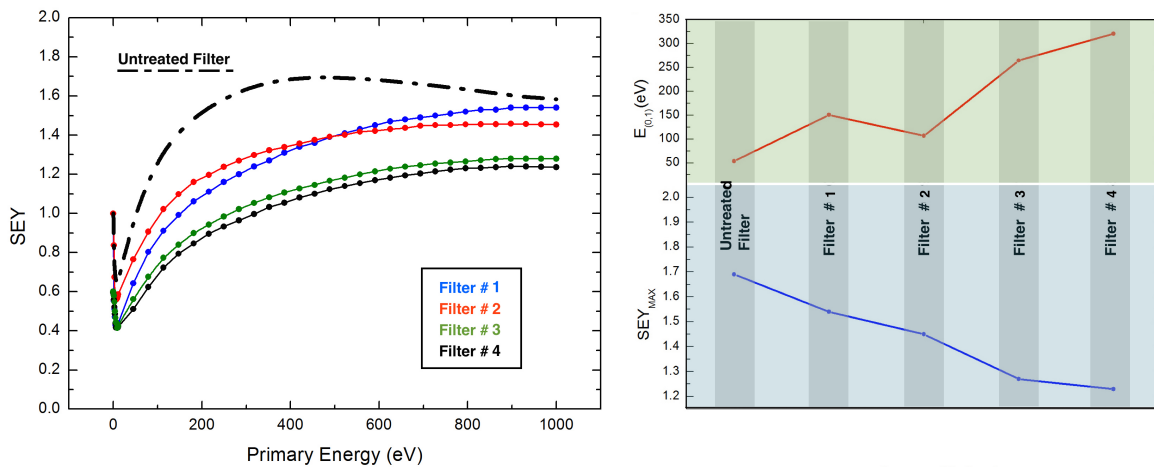 2.0
1.8
1.6
1.4
1.2
1.0
0.8
0.6
0.4
0.2
0.0
SEY
Untreated Filter
Filter # 1
Filter # 2
Filter # 3
Filter # 4
0 200 400 600 800 1000
Primary Energy (eV)
350
300
250
200
150
100
50
E(0,1)(eV)
2.0
1.9
1.8
1.7
1.6
1.5
1.4
1.3
1.2
SEYMAX
Untreated
Filter
Filter # 1
Filter # 2
Filter # 3
Filter # 4